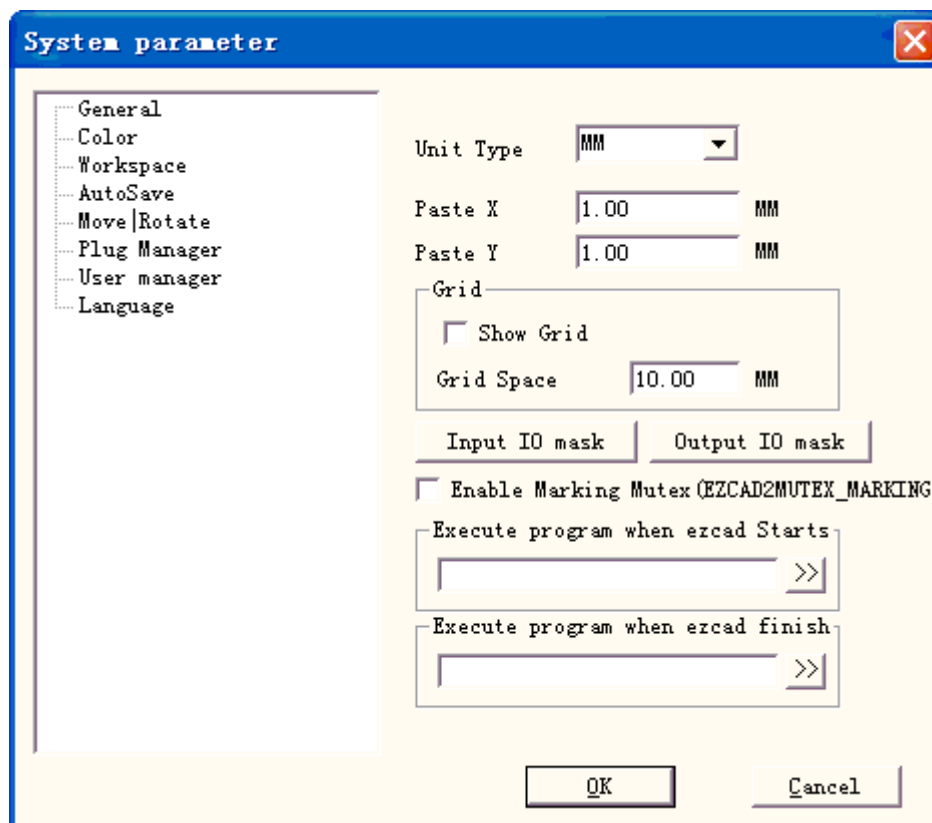 System parameter
General
Color
Workspace
AutoSave
Move|Rotate
Plug Manager
User manager
Language
Unit Type MM
Paste X 1.00 MM
Paste Y 1.00 MM
Grid
Show Grid
Grid Space 10.00 MM
Input IO mask Output IO mask
Enable Marking Mutex(EZCAD2MUTEX_MARKING
Execute program when ezcad Starts
>>
Execute program when ezcad finish
>>
OK Cancel